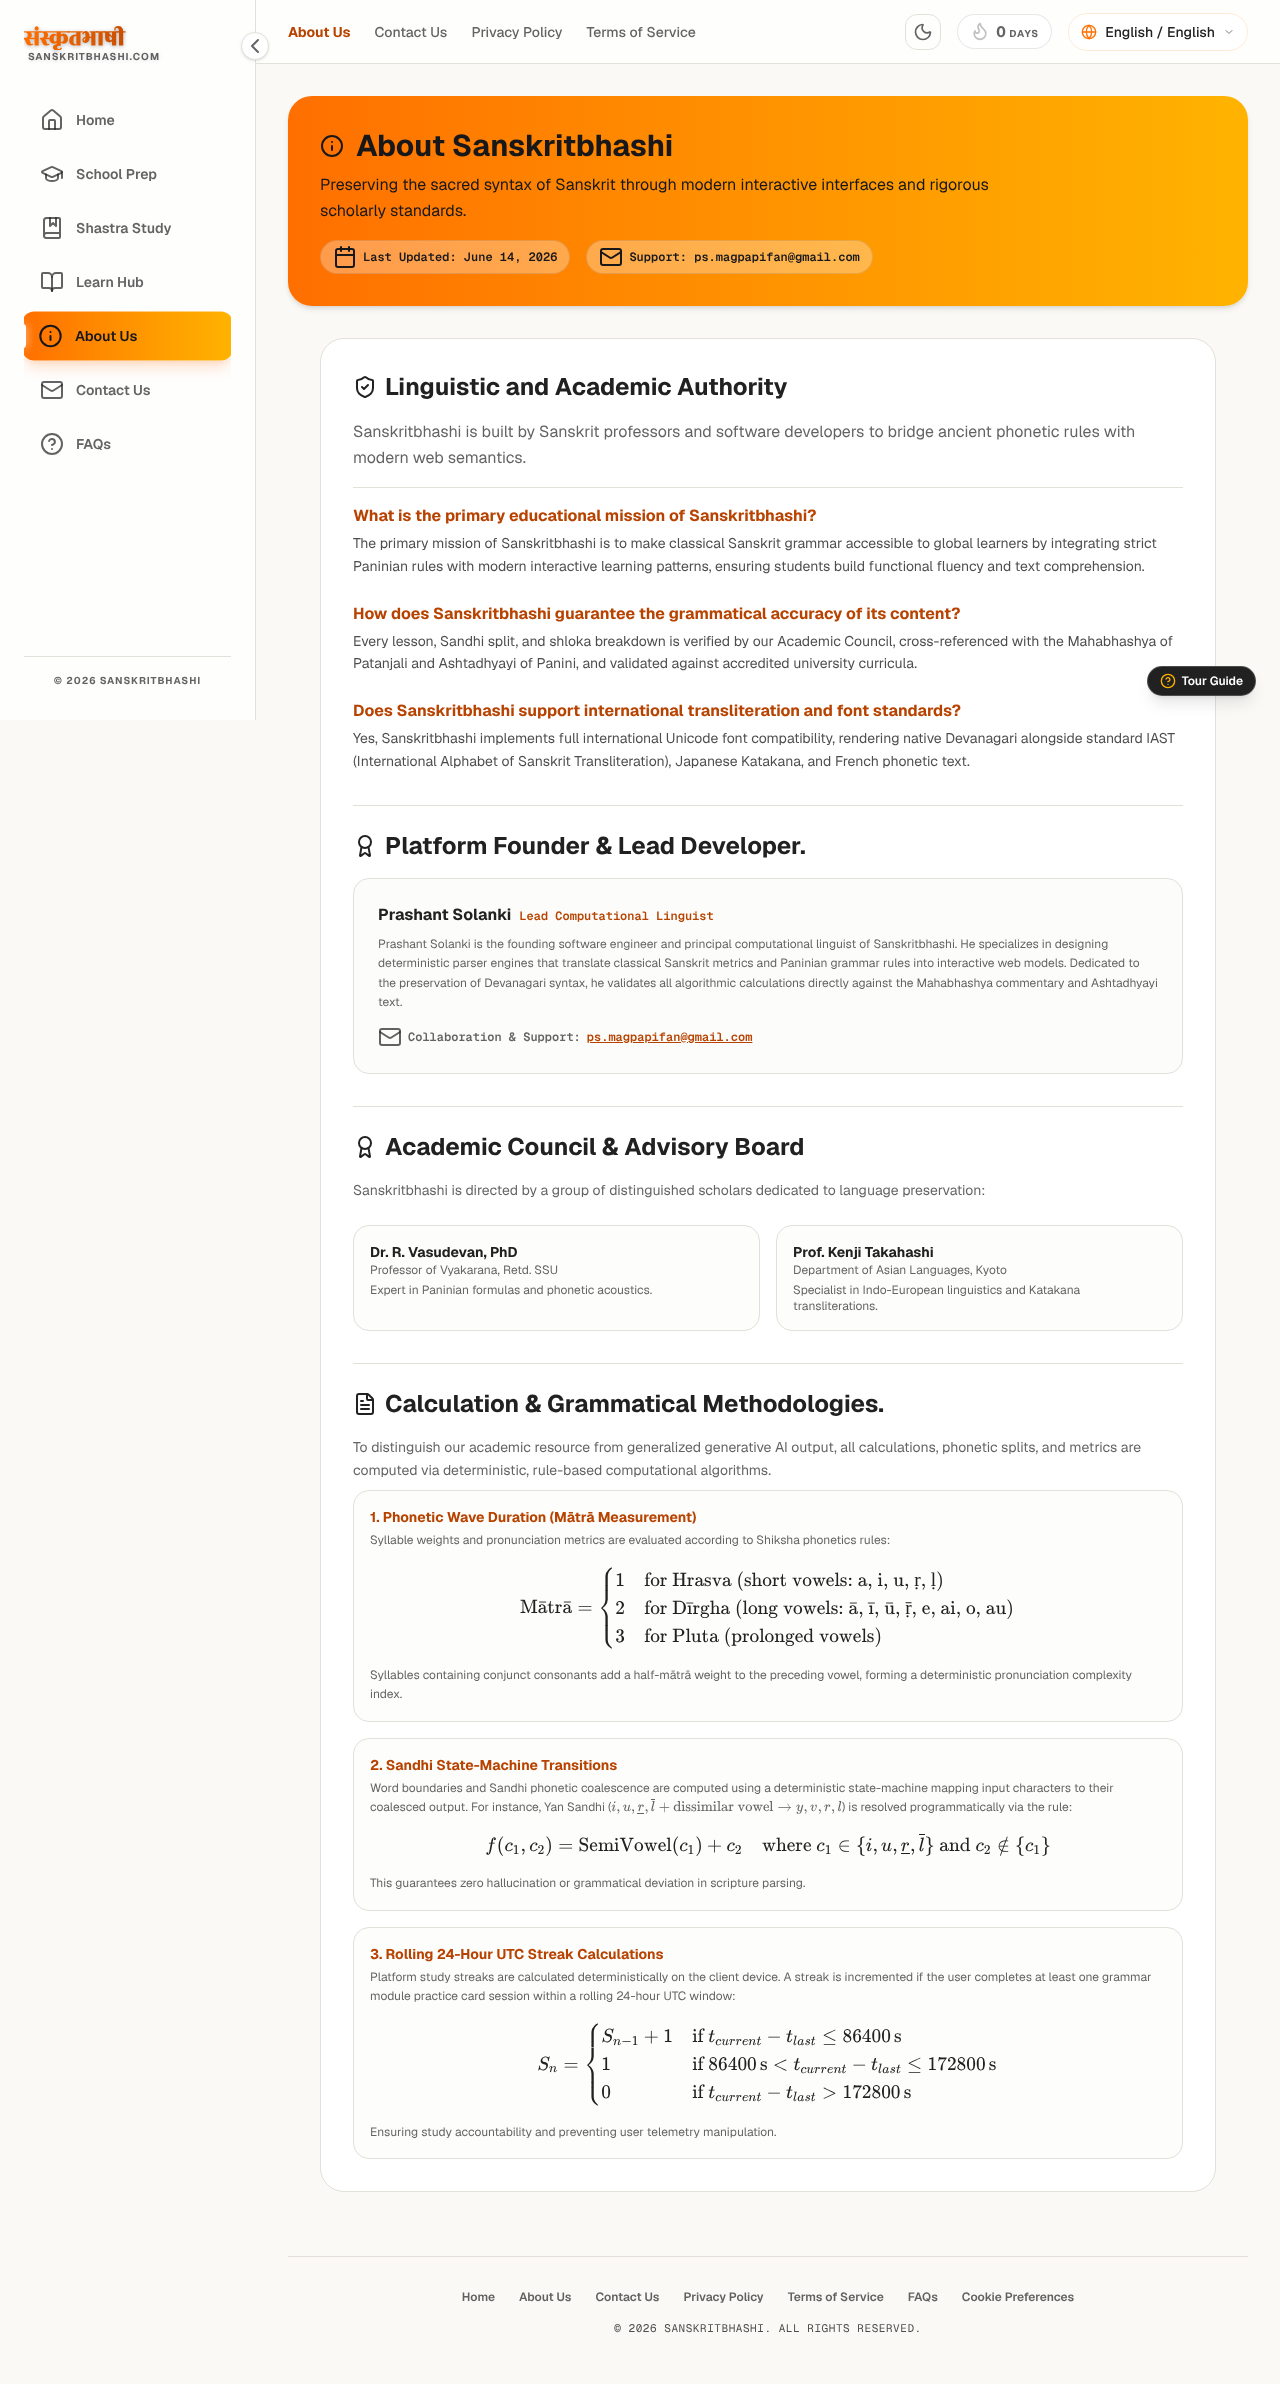 संस्कृतभाषी
SANSKRITBHASHI.COM
Home
School Prep
Shastra Study
Learn Hub
About Us
Contact Us
FAQs
© 2026 SANSKRITBHASHI
About Us Contact Us Privacy Policy Terms of Service
0 DAYS
English / English
About Sanskritbhashi
Preserving the sacred syntax of Sanskrit through modern interactive interfaces and rigorous
scholarly standards.
Last Updated: June 14, 2026
Support: ps.magpapifan@gmail.com
Linguistic and Academic Authority
Sanskritbhashi is built by Sanskrit professors and software developers to bridge ancient phonetic rules with
modern web semantics.
What is the primary educational mission of Sanskritbhashi?
The primary mission of Sanskritbhashi is to make classical Sanskrit grammar accessible to global learners by integrating strict
Paninian rules with modern interactive learning patterns, ensuring students build functional fluency and text comprehension.
How does Sanskritbhashi guarantee the grammatical accuracy of its content?
Every lesson, Sandhi split, and shloka breakdown is verified by our Academic Council, cross-referenced with the Mahabhashya of
Patanjali and Ashtadhyayi of Panini, and validated against accredited university curricula.
Tour Guide
Does Sanskritbhashi support international transliteration and font standards?
Yes, Sanskritbhashi implements full international Unicode font compatibility, rendering native Devanagari alongside standard IAST
(International Alphabet of Sanskrit Transliteration), Japanese Katakana, and French phonetic text.
Platform Founder & Lead Developer.
Prashant Solanki Lead Computational Linguist
Prashant Solanki is the founding software engineer and principal computational linguist of Sanskritbhashi. He specializes in designing
deterministic parser engines that translate classical Sanskrit metrics and Paninian grammar rules into interactive web models. Dedicated to
the preservation of Devanagari syntax, he validates all algorithmic calculations directly against the Mahabhashya commentary and Ashtadhyayi
text.
Collaboration & Support: ps.magpapifan@gmail.com
Academic Council & Advisory Board
Sanskritbhashi is directed by a group of distinguished scholars dedicated to language preservation:
Dr. R. Vasudevan, PhD
Professor of Vyakarana, Retd. SSU
Expert in Paninian formulas and phonetic acoustics.
Prof. Kenji Takahashi
Department of Asian Languages, Kyoto
Specialist in Indo-European linguistics and Katakana
transliterations.
Calculation & Grammatical Methodologies.
To distinguish our academic resource from generalized generative AI output, all calculations, phonetic splits, and metrics are
computed via deterministic, rule-based computational algorithms.
1. Phonetic Wave Duration (Mātrā Measurement)
Syllable weights and pronunciation metrics are evaluated according to Shiksha phonetics rules:
Mātrā = {
1 for Hrasva (short vowels: a, i, u, ṛ, ḷ)
2 for Dīrgha (long vowels: ā, ī, ū, ṝ, e, ai, o, au)
3 for Pluta (prolonged vowels)
Syllables containing conjunct consonants add a half-mātrā weight to the preceding vowel, forming a deterministic pronunciation complexity
index.
2. Sandhi State-Machine Transitions
Word boundaries and Sandhi phonetic coalescence are computed using a deterministic state-machine mapping input characters to their
coalesced output. For instance, Yan Sandhi (i, u, r̲, l̄ + dissimilar vowel → y, v, r, l) is resolved programmatically via the rule:
f(c₁, c₂) = SemiVowel(c₁) + c₂ where c₁ ∈ {i, u, r̲, l̄} and c₂ ∉ {c₁}
This guarantees zero hallucination or grammatical deviation in scripture parsing.
3. Rolling 24-Hour UTC Streak Calculations
Platform study streaks are calculated deterministically on the client device. A streak is incremented if the user completes at least one grammar
module practice card session within a rolling 24-hour UTC window:
Sₙ = {
Sₙ₋₁ + 1 if t_current − t_last ≤ 86400 s
1 if 86400 s < t_current − t_last ≤ 172800 s
0 if t_current − t_last > 172800 s
Ensuring study accountability and preventing user telemetry manipulation.
Home About Us Contact Us Privacy Policy Terms of Service FAQs Cookie Preferences
© 2026 SANSKRITBHASHI. ALL RIGHTS RESERVED.